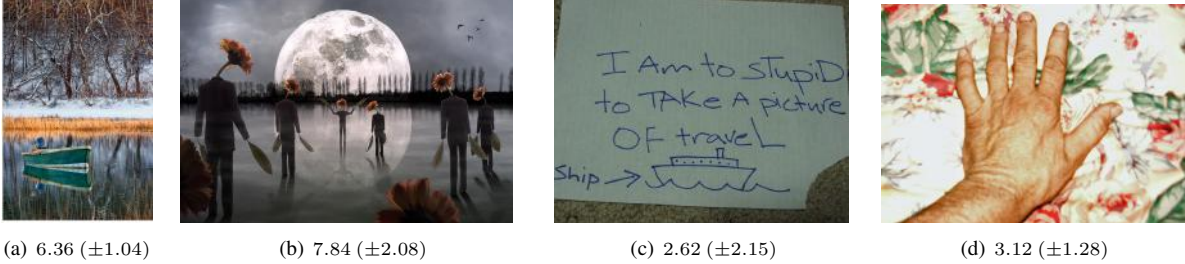 I Am to sTupiD
to TAKE A picture
OF traveL
Ship
(a) 6.36 (±1.04)
(b) 7.84 (±2.08)
(c) 2.62 (±2.15)
(d) 3.12 (±1.28)